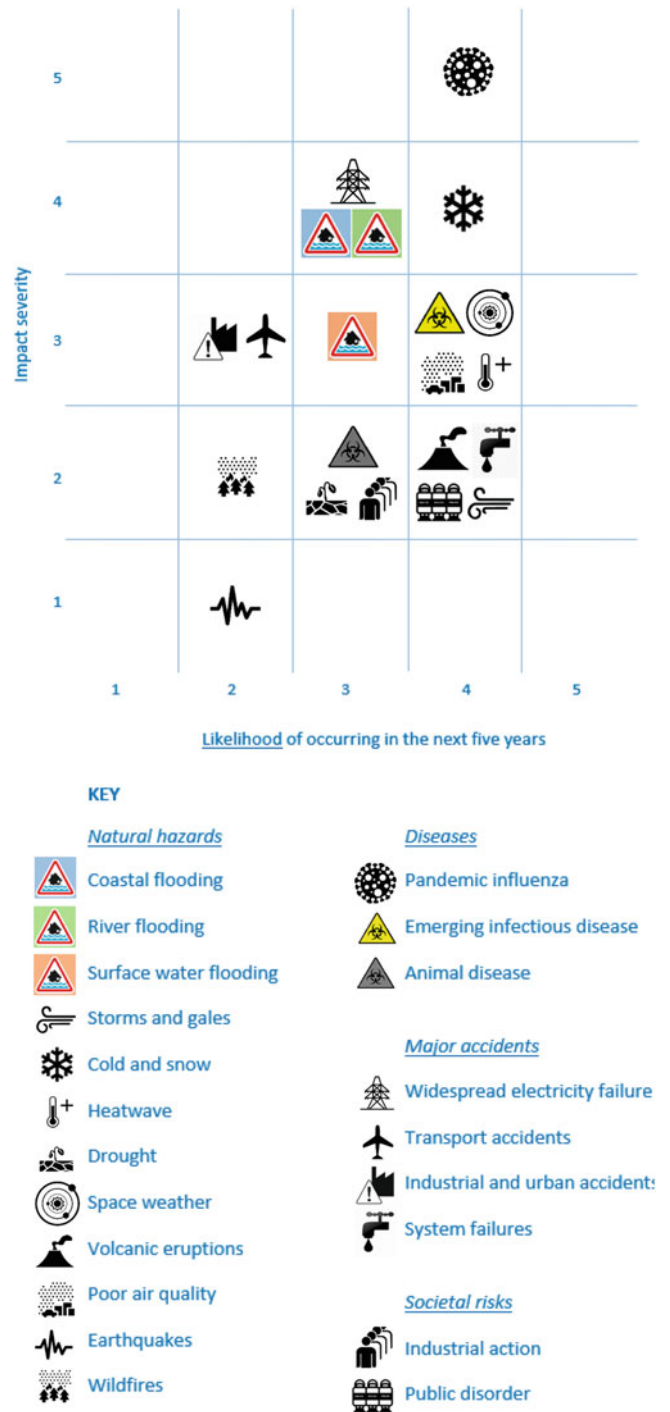 5
4
3
2
1
Impact severity
1 2 3 4 5
Likelihood of occurring in the next five years
KEY
Natural hazards
Coastal flooding
River flooding
Surface water flooding
Storms and gales
Cold and snow
Heatwave
Drought
Space weather
Volcanic eruptions
Poor air quality
Earthquakes
Wildfires
Diseases
Pandemic influenza
Emerging infectious disease
Animal disease
Major accidents
Widespread electricity failure
Transport accidents
Industrial and urban accidents
System failures
Societal risks
Industrial action
Public disorder